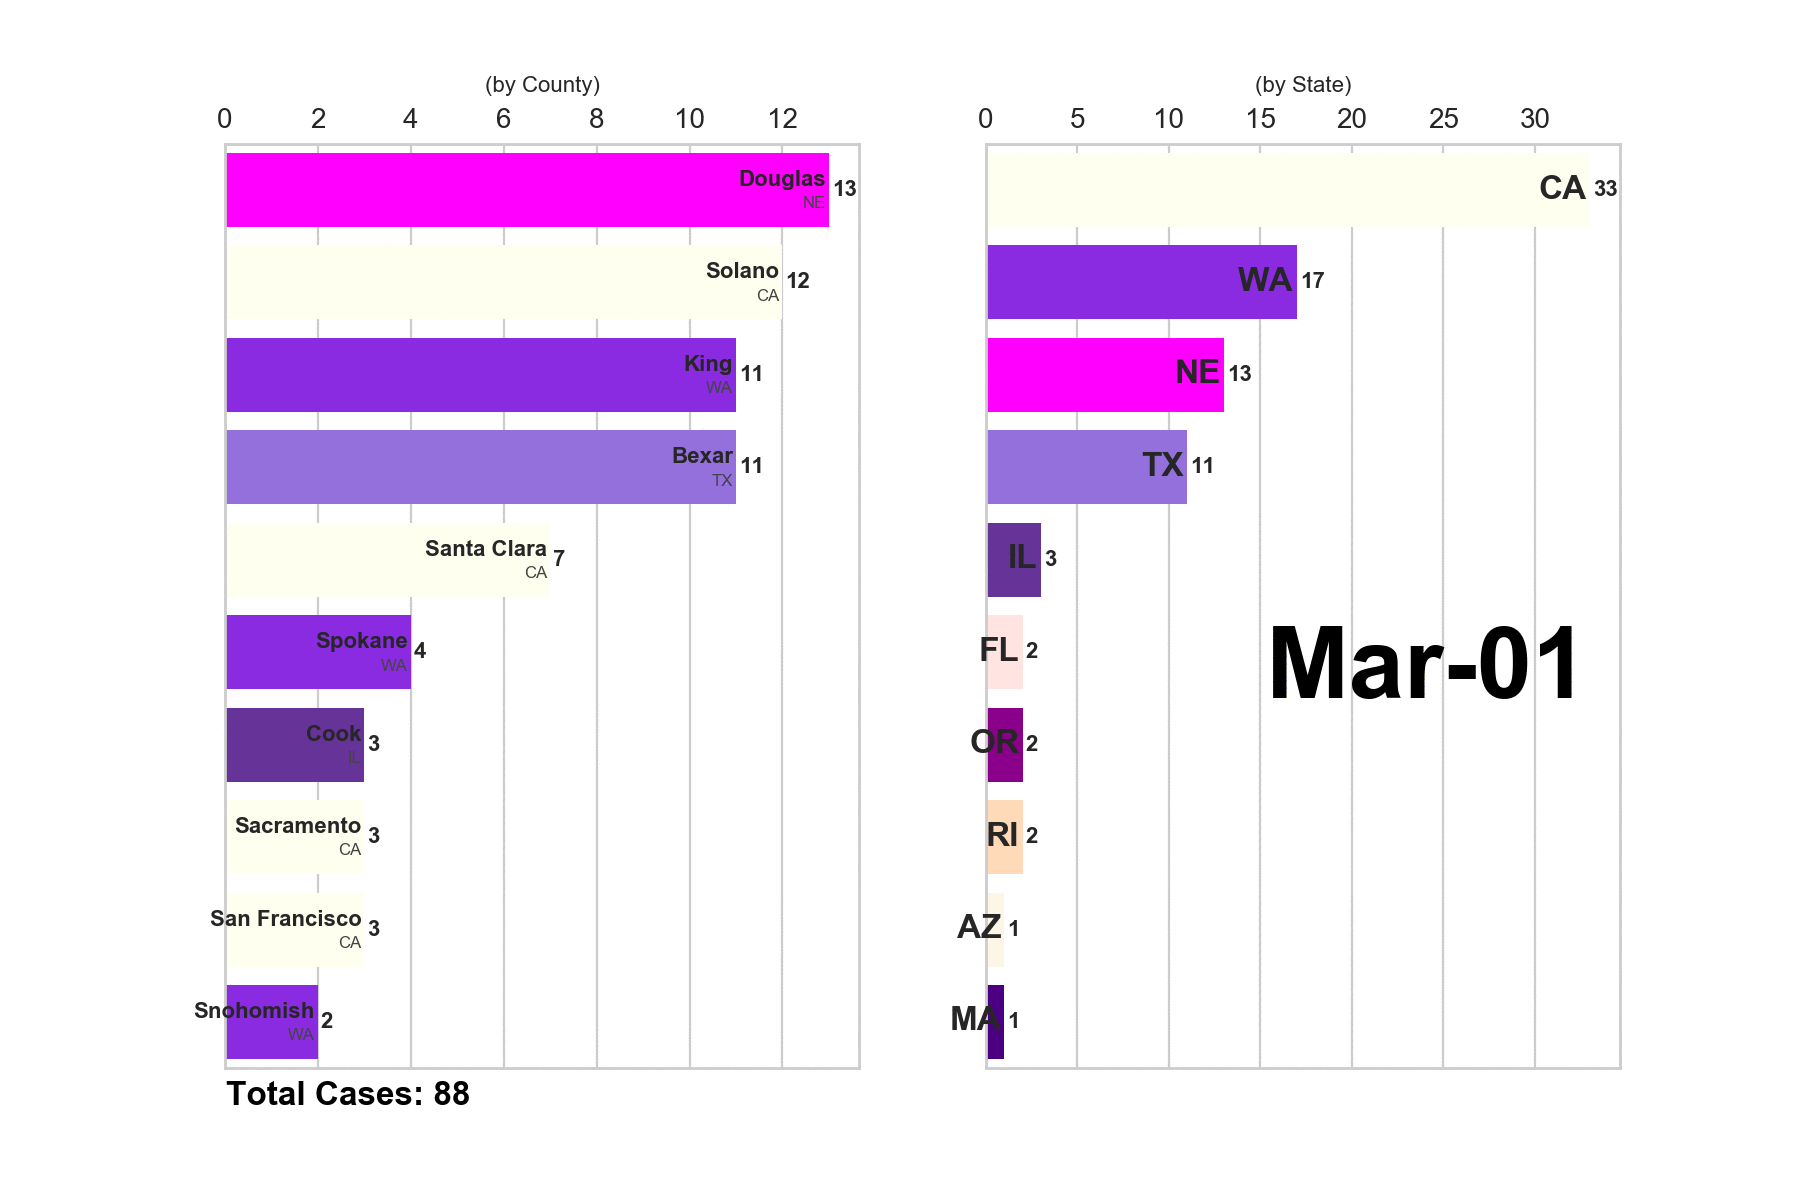 (by County)
0 2 4 6 8 10 12
Douglas
NE
13
Solano
CA
12
King
WA
11
Bexar
TX
11
Santa Clara
CA
7
Spokane
WA
4
Cook
IL
3
Sacramento
CA
3
San Francisco
CA
3
Snohomish
WA
2
Total Cases: 88
(by State)
0 5 10 15 20 25 30
CA 33
WA 17
NE 13
TX 11
IL 3
FL 2
OR 2
RI 2
AZ 1
MA 1
Mar-01